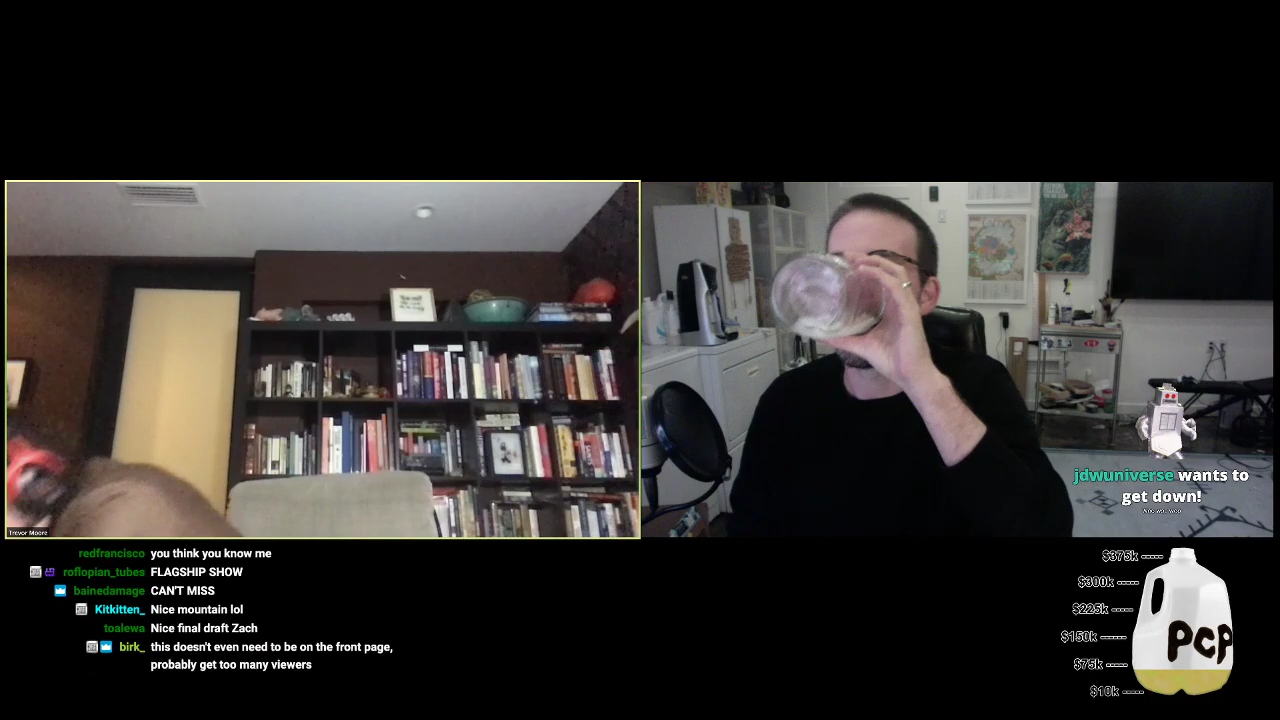 Trevor Moore
jdwuniverse wants to
get down!
redfrancisco you think you know me
roflopian_tubes FLAGSHIP SHOW
bainedamage CAN'T MISS
Kitkitten_ Nice mountain lol
toalewa Nice final draft Zach
birk_ this doesn't even need to be on the front page,
probably get too many viewers
$375k -----
$300k -----
$225k -----
$150k -----
$75k -----
$10k -----
PCP